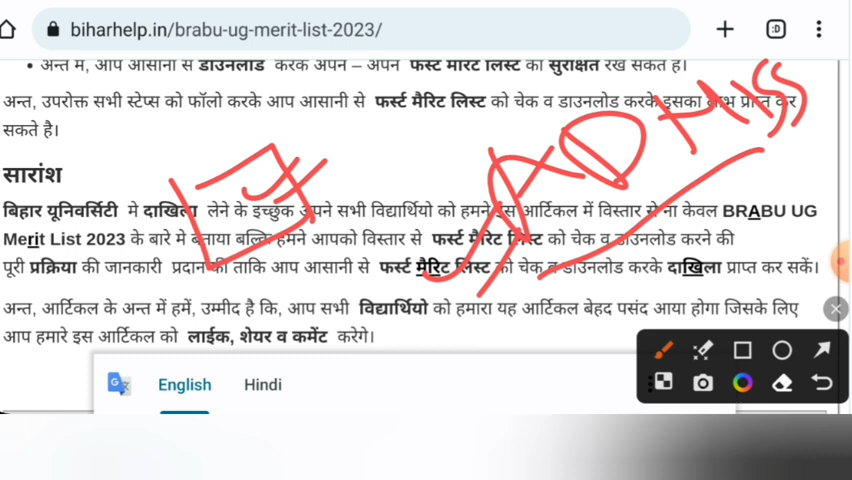 biharhelp.in/brabu-ug-merit-list-2023/
:D
• अन्त मे, आप आसानी से डाउनलोड करके अपने – अपने फर्स्ट मैरिट लिस्ट को सुरक्षित रख सकते है।
अन्त, उपरोक्त सभी स्टेप्स को फॉलो करके आप आसानी से फर्स्ट मैरिट लिस्ट को चेक व डाउनलोड करके इसका लाभ प्राप्त कर
सकते है।
ADMISS
सारांश
बिहार यूनिवर्सिटी मे दाखिला लेने के इच्छुक अपने सभी विद्यार्थियो को हमने इस आर्टिकल में विस्तार से ना केवल BRABU UG
Merit List 2023 के बारे मे बताया बल्कि हमने आपको विस्तार से फर्स्ट मैरिट लिस्ट को चेक व डाउनलोड करने की
पूरी प्रक्रिया की जानकारी प्रदान की ताकि आप आसानी से फर्स्ट मैरिट लिस्ट को चेक व डाउनलोड करके दाखिला प्राप्त कर सकें।
अन्त, आर्टिकल के अन्त में हमें, उम्मीद है कि, आप सभी विद्यार्थियो को हमारा यह आर्टिकल बेहद पसंद आया होगा जिसके लिए
आप हमारे इस आर्टिकल को लाईक, शेयर व कमेंट करेगे।
English Hindi